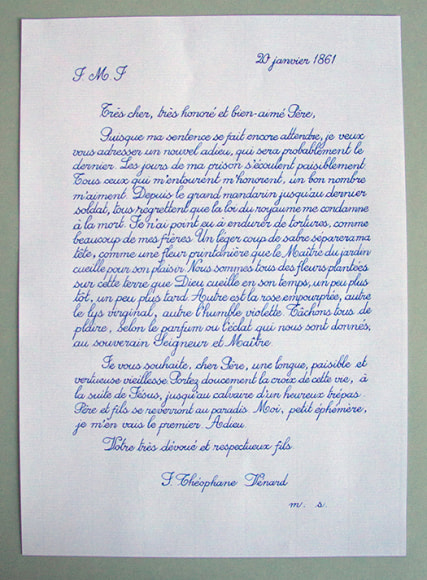 20 janvier 1861
J. M. J
Très cher, très honoré et bien-aimé Père,
Puisque ma sentence se fait encore attendre, je veux
vous adresser un nouvel adieu, qui sera probablement le
dernier. Les jours de ma prison s'écoulent paisiblement.
Tous ceux qui m'entourent m'honorent, un bon nombre
m'aiment. Depuis le grand mandarin jusqu'au dernier
soldat, tous regrettent que la loi du royaume me condamne
à la mort. Je n'ai point eu à endurer de tortures, comme
beaucoup de mes frères. Un léger coup de sabre séparera ma
tête, comme une fleur printanière que le Maître du jardin
cueille pour son plaisir. Nous sommes tous des fleurs plantées
sur cette terre que Dieu cueille en son temps, un peu plus
tôt, un peu plus tard. Autre est la rose empourprée, autre
le lys virginal, autre l'humble violette. Tâchons tous de
plaire, selon le parfum ou l'éclat qui nous sont donnés,
au souverain Seigneur et Maître.
Je vous souhaite, cher Père, une longue, paisible et
vertueuse vieillesse. Portez doucement la croix de cette vie, à
la suite de Jésus, jusqu'au calvaire d'un heureux trépas.
Père et fils se reverront au paradis. Moi, petit éphémère,
je m'en vais le premier. Adieu.
Votre très dévoué et respectueux fils.
J. Théophane Vénard
m. s.